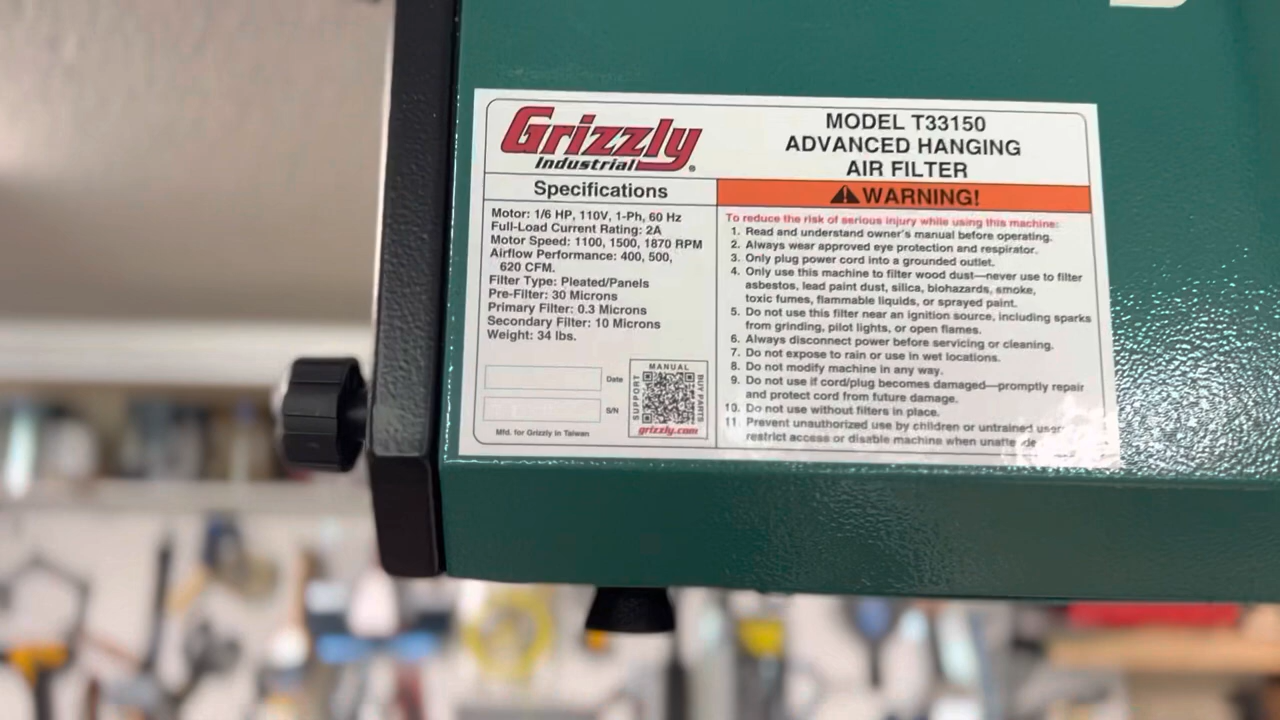 Grizzly
Industrial®
MODEL T33150
ADVANCED HANGING
AIR FILTER
Specifications
Motor: 1/6 HP, 110V, 1-Ph, 60 Hz
Full-Load Current Rating: 2A
Motor Speed: 1100, 1500, 1870 RPM
Airflow Performance: 400, 500,
620 CFM.
Filter Type: Pleated/Panels
Pre-Filter: 30 Microns
Primary Filter: 0.3 Microns
Secondary Filter: 10 Microns
Weight: 34 lbs.
Date
S/N
Mfd. for Grizzly in Taiwan
MANUAL
SUPPORT
BUY PARTS
grizzly.com
WARNING!
To reduce the risk of serious injury while using this machine:
1. Read and understand owner's manual before operating.
2. Always wear approved eye protection and respirator.
3. Only plug power cord into a grounded outlet.
4. Only use this machine to filter wood dust—never use to filter
asbestos, lead paint dust, silica, biohazards, smoke,
toxic fumes, flammable liquids, or sprayed paint.
5. Do not use this filter near an ignition source, including sparks
from grinding, pilot lights, or open flames.
6. Always disconnect power before servicing or cleaning.
7. Do not expose to rain or use in wet locations.
8. Do not modify machine in any way.
9. Do not use if cord/plug becomes damaged—promptly repair
and protect cord from future damage.
10. Do not use without filters in place.
11. Prevent unauthorized use by children or untrained
restrict access or disable machine when